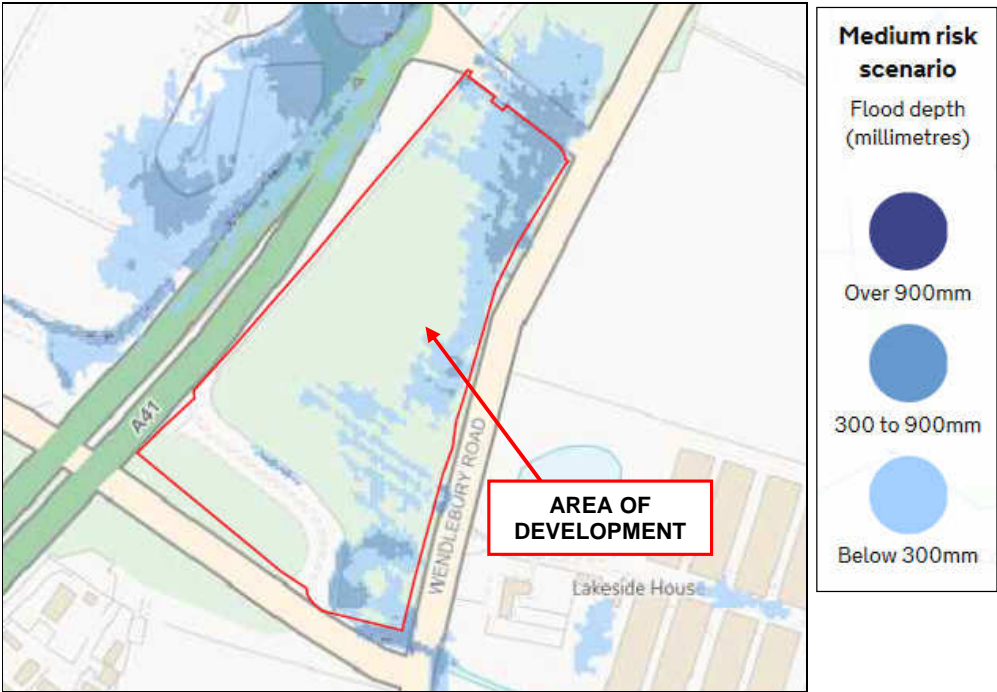 A41
WENDLEBURY ROAD
AREA OF
DEVELOPMENT
Lakeside House
Medium risk
scenario
Flood depth
(millimetres)
Over 900mm
300 to 900mm
Below 300mm